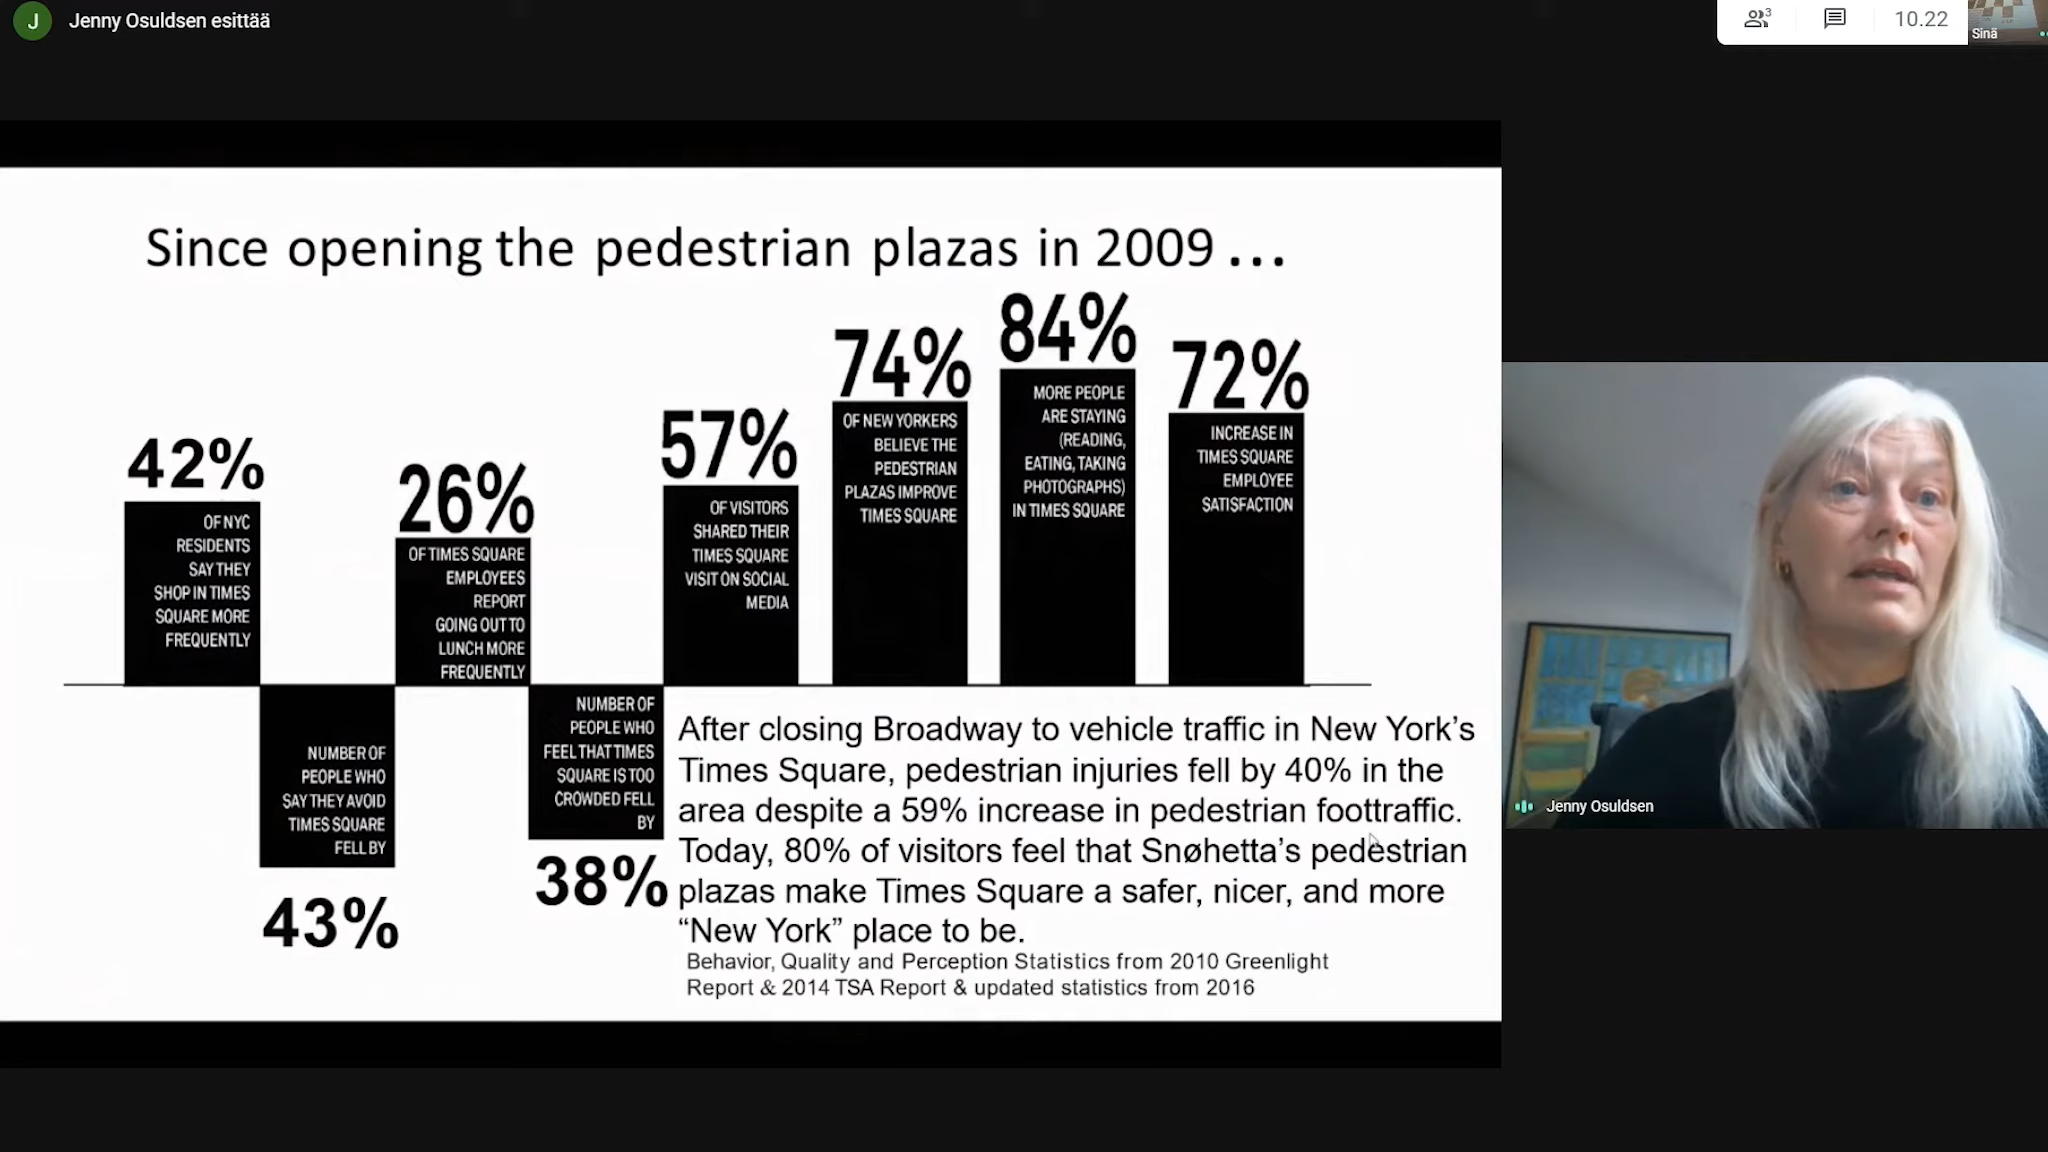 J
Jenny Osuldsen esittää
3
10.22
Sinä
Since opening the pedestrian plazas in 2009 ...
42%
OF NYC
RESIDENTS
SAY THEY
SHOP IN TIMES
SQUARE MORE
FREQUENTLY
NUMBER OF
PEOPLE WHO
SAY THEY AVOID
TIMES SQUARE
FELL BY
43%
26%
OF TIMES SQUARE
EMPLOYEES
REPORT
GOING OUT TO
LUNCH MORE
FREQUENTLY
NUMBER OF
PEOPLE WHO
FEEL THAT TIMES
SQUARE IS TOO
CROWDED FELL
BY
38%
57%
OF VISITORS
SHARED THEIR
TIMES SQUARE
VISIT ON SOCIAL
MEDIA
74%
OF NEW YORKERS
BELIEVE THE
PEDESTRIAN
PLAZAS IMPROVE
TIMES SQUARE
84%
MORE PEOPLE
ARE STAYING
(READING,
EATING, TAKING
PHOTOGRAPHS)
IN TIMES SQUARE
72%
INCREASE IN
TIMES SQUARE
EMPLOYEE
SATISFACTION
After closing Broadway to vehicle traffic in New York’s
Times Square, pedestrian injuries fell by 40% in the
area despite a 59% increase in pedestrian foottraffic.
Today, 80% of visitors feel that Snøhetta’s pedestrian
plazas make Times Square a safer, nicer, and more
“New York” place to be.
Behavior, Quality and Perception Statistics from 2010 Greenlight
Report & 2014 TSA Report & updated statistics from 2016
Jenny Osuldsen